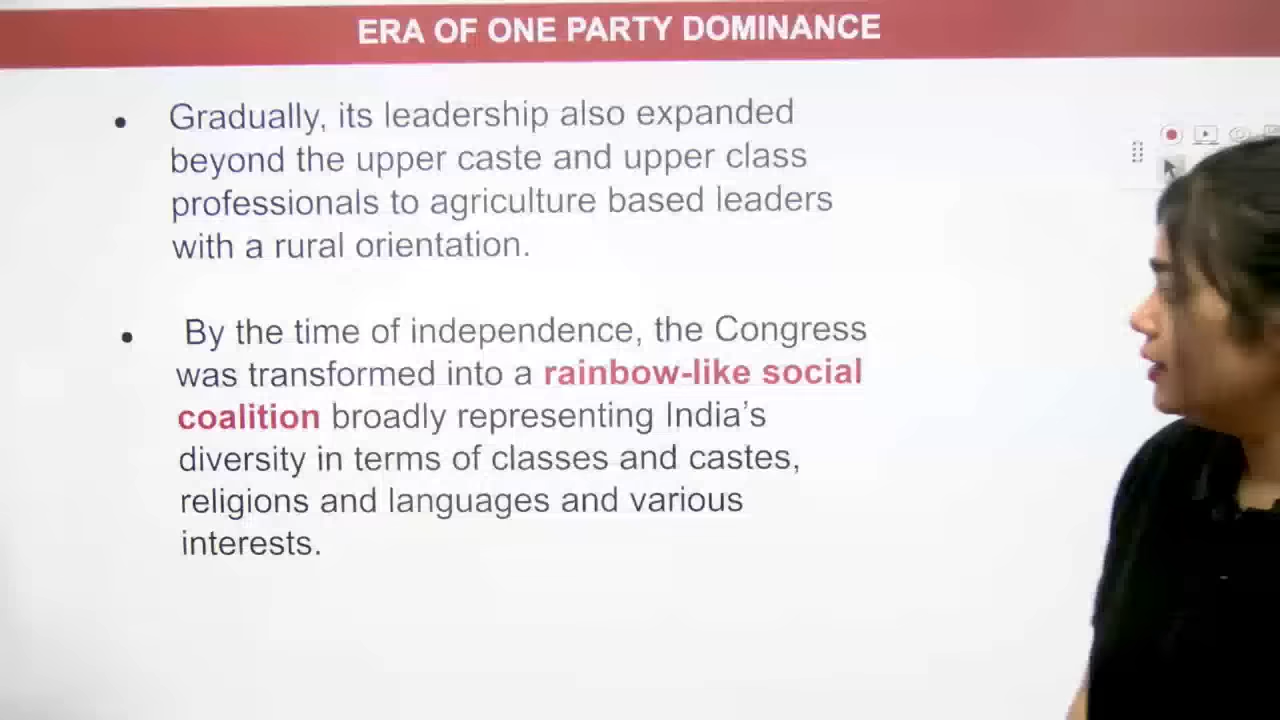 ERA OF ONE PARTY DOMINANCE
• Gradually, its leadership also expanded
beyond the upper caste and upper class
professionals to agriculture based leaders
with a rural orientation.
• By the time of independence, the Congress
was transformed into a rainbow-like social
coalition broadly representing India’s
diversity in terms of classes and castes,
religions and languages and various
interests.